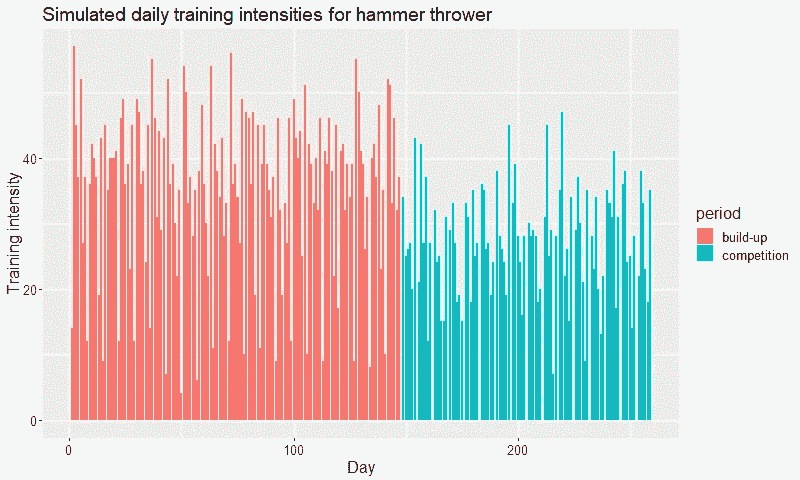 Simulated daily training intensities for hammer thrower
Training intensity
40
20
0
0
100
200
Day
period
build-up
competition